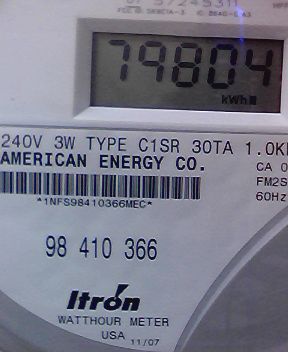 79804
kWh
240V 3W TYPE C1SR 30TA 1.0K
AMERICAN ENERGY CO.
CA 0
FM2S
60Hz
*1NFS98410366MEC*
98 410 366
Itrón
WATTHOUR METER
USA 11/07